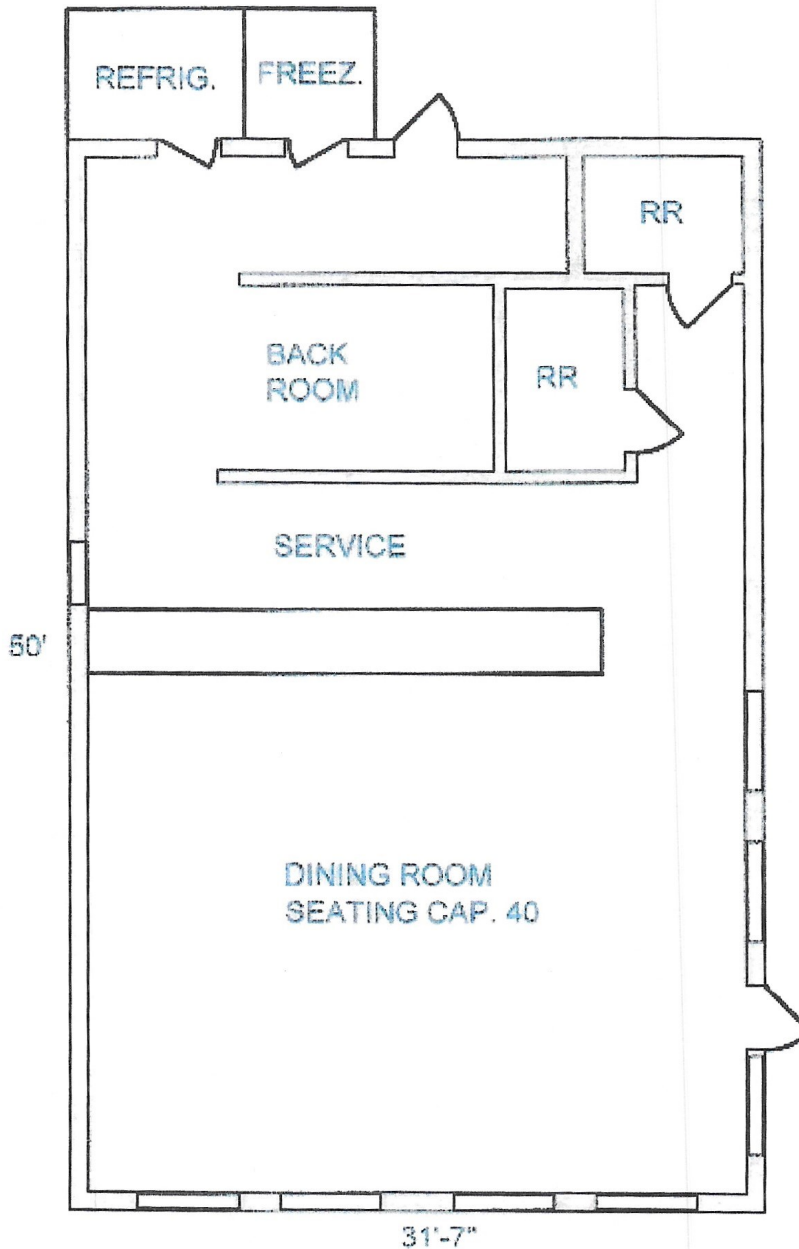 REFRIG.
FREEZ.
RR
BACK
ROOM
RR
SERVICE
50'
DINING ROOM
SEATING CAP. 40
31'-7"